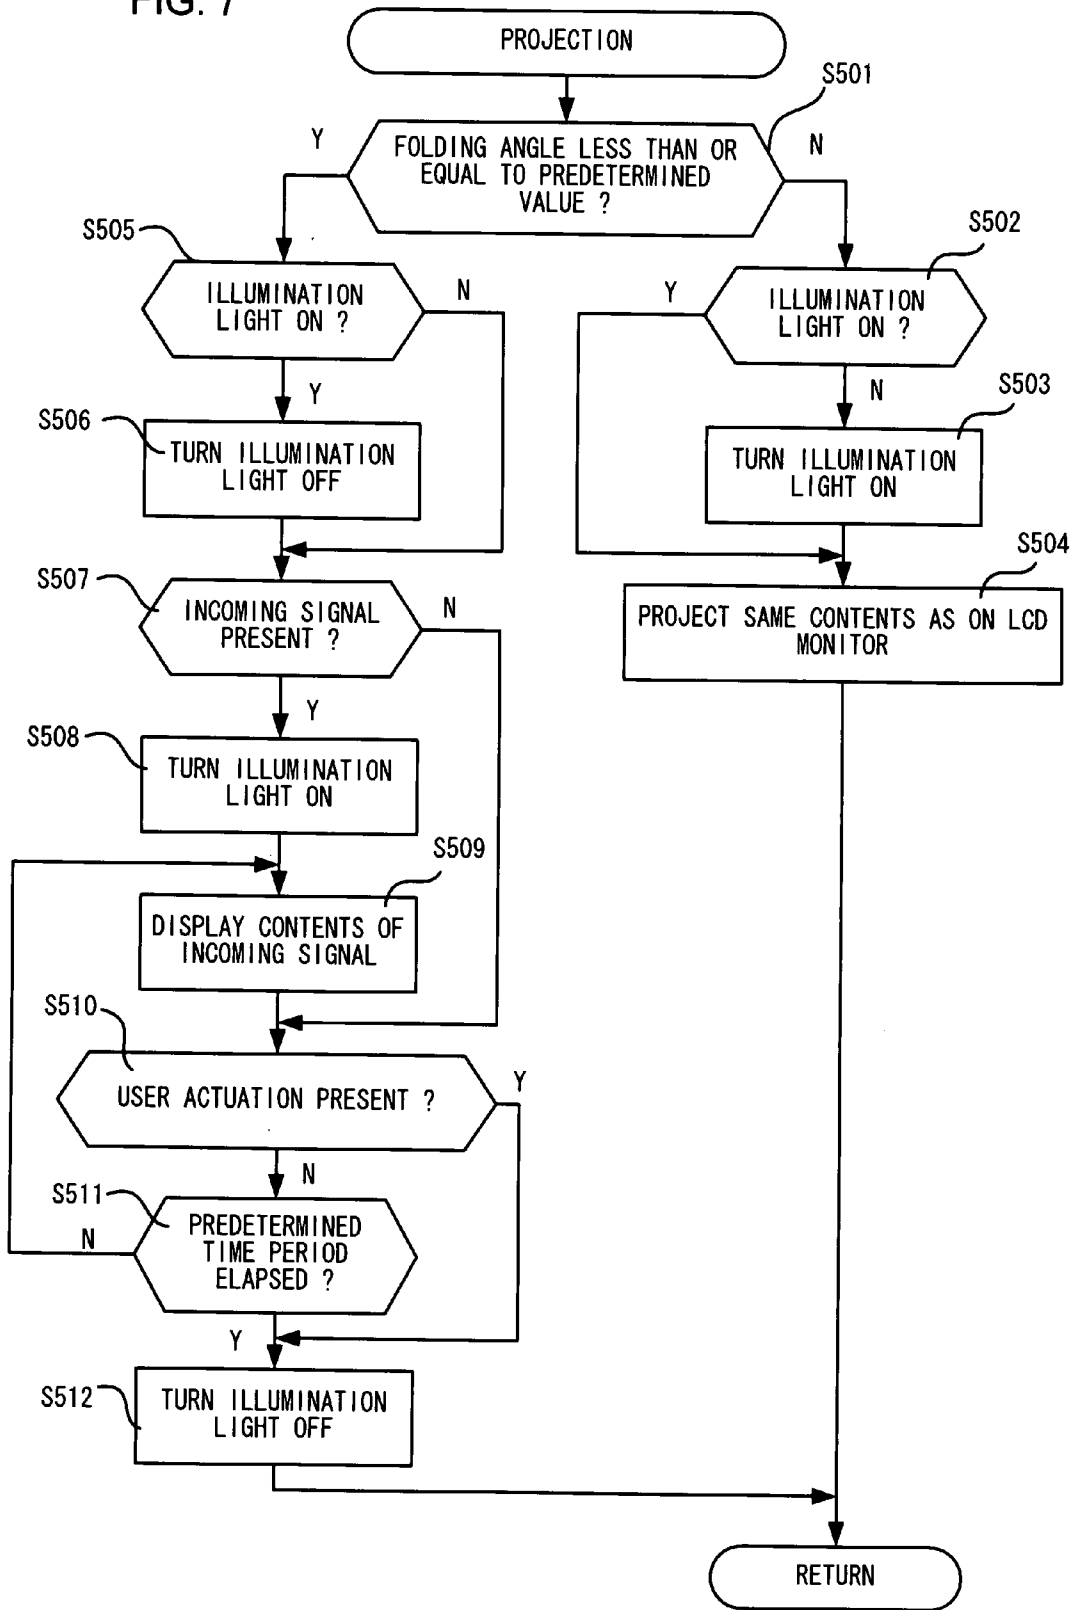 FIG. 7
PROJECTION
S501
FOLDING ANGLE LESS THAN OR
EQUAL TO PREDETERMINED
VALUE ?
Y
N
S505
ILLUMINATION
LIGHT ON ?
N
Y
S502
ILLUMINATION
LIGHT ON ?
Y
N
S506
TURN ILLUMINATION
LIGHT OFF
S503
TURN ILLUMINATION
LIGHT ON
S504
PROJECT SAME CONTENTS AS ON LCD
MONITOR
S507
INCOMING SIGNAL
PRESENT ?
N
Y
S508
TURN ILLUMINATION
LIGHT ON
S509
DISPLAY CONTENTS OF
INCOMING SIGNAL
S510
USER ACTUATION PRESENT ?
Y
N
S511
PREDETERMINED
TIME PERIOD
ELAPSED ?
N
Y
S512
TURN ILLUMINATION
LIGHT OFF
RETURN